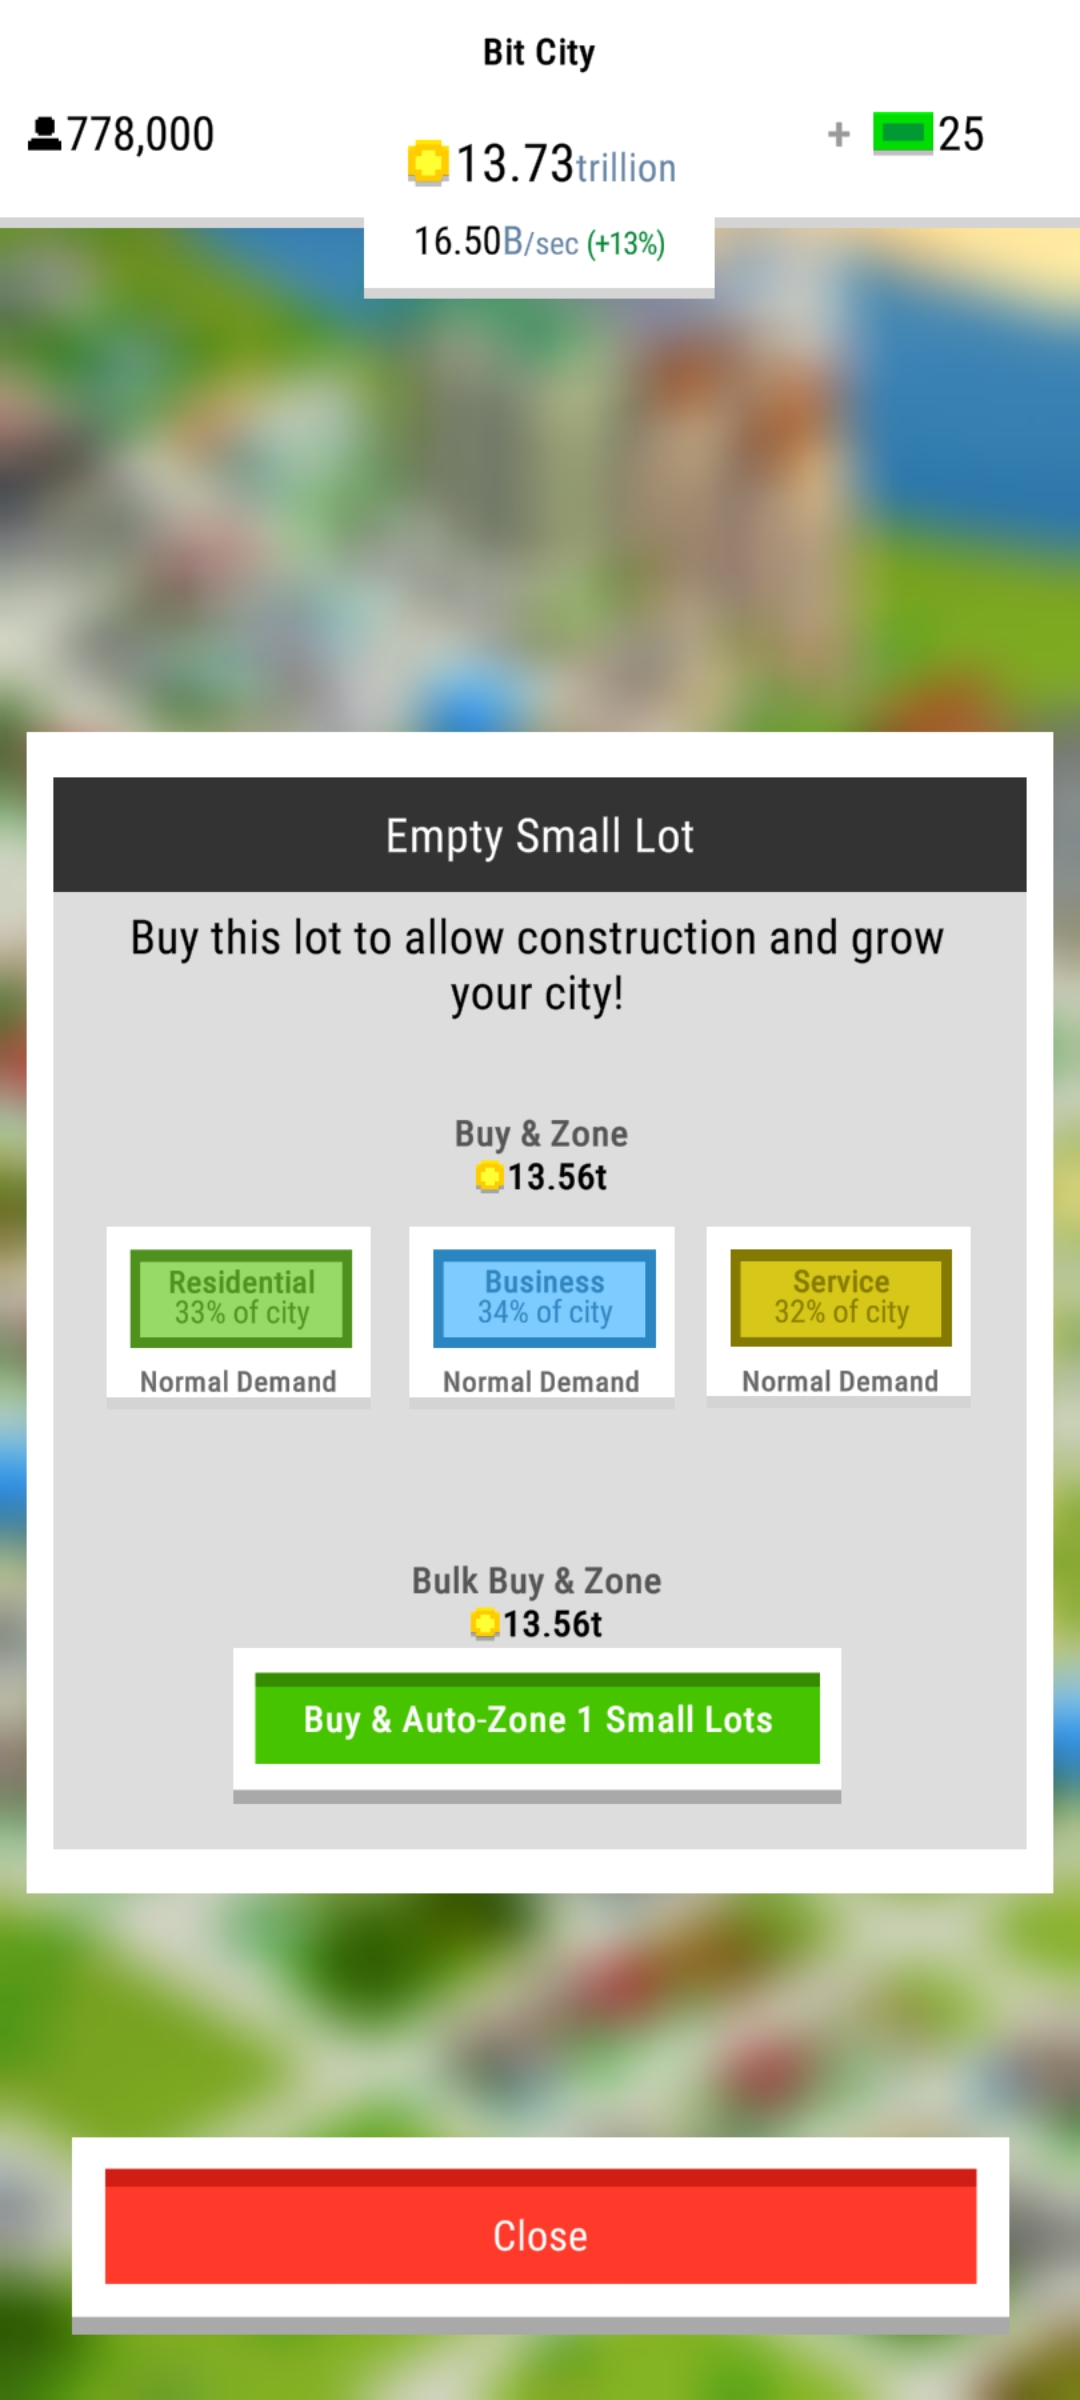 Bit City
778,000
+ 25
13.73trillion
16.50B/sec (+13%)
Empty Small Lot
Buy this lot to allow construction and grow
your city!
Buy & Zone
13.56t
Residential
33% of city
Normal Demand
Business
34% of city
Normal Demand
Service
32% of city
Normal Demand
Bulk Buy & Zone
13.56t
Buy & Auto-Zone 1 Small Lots
Close